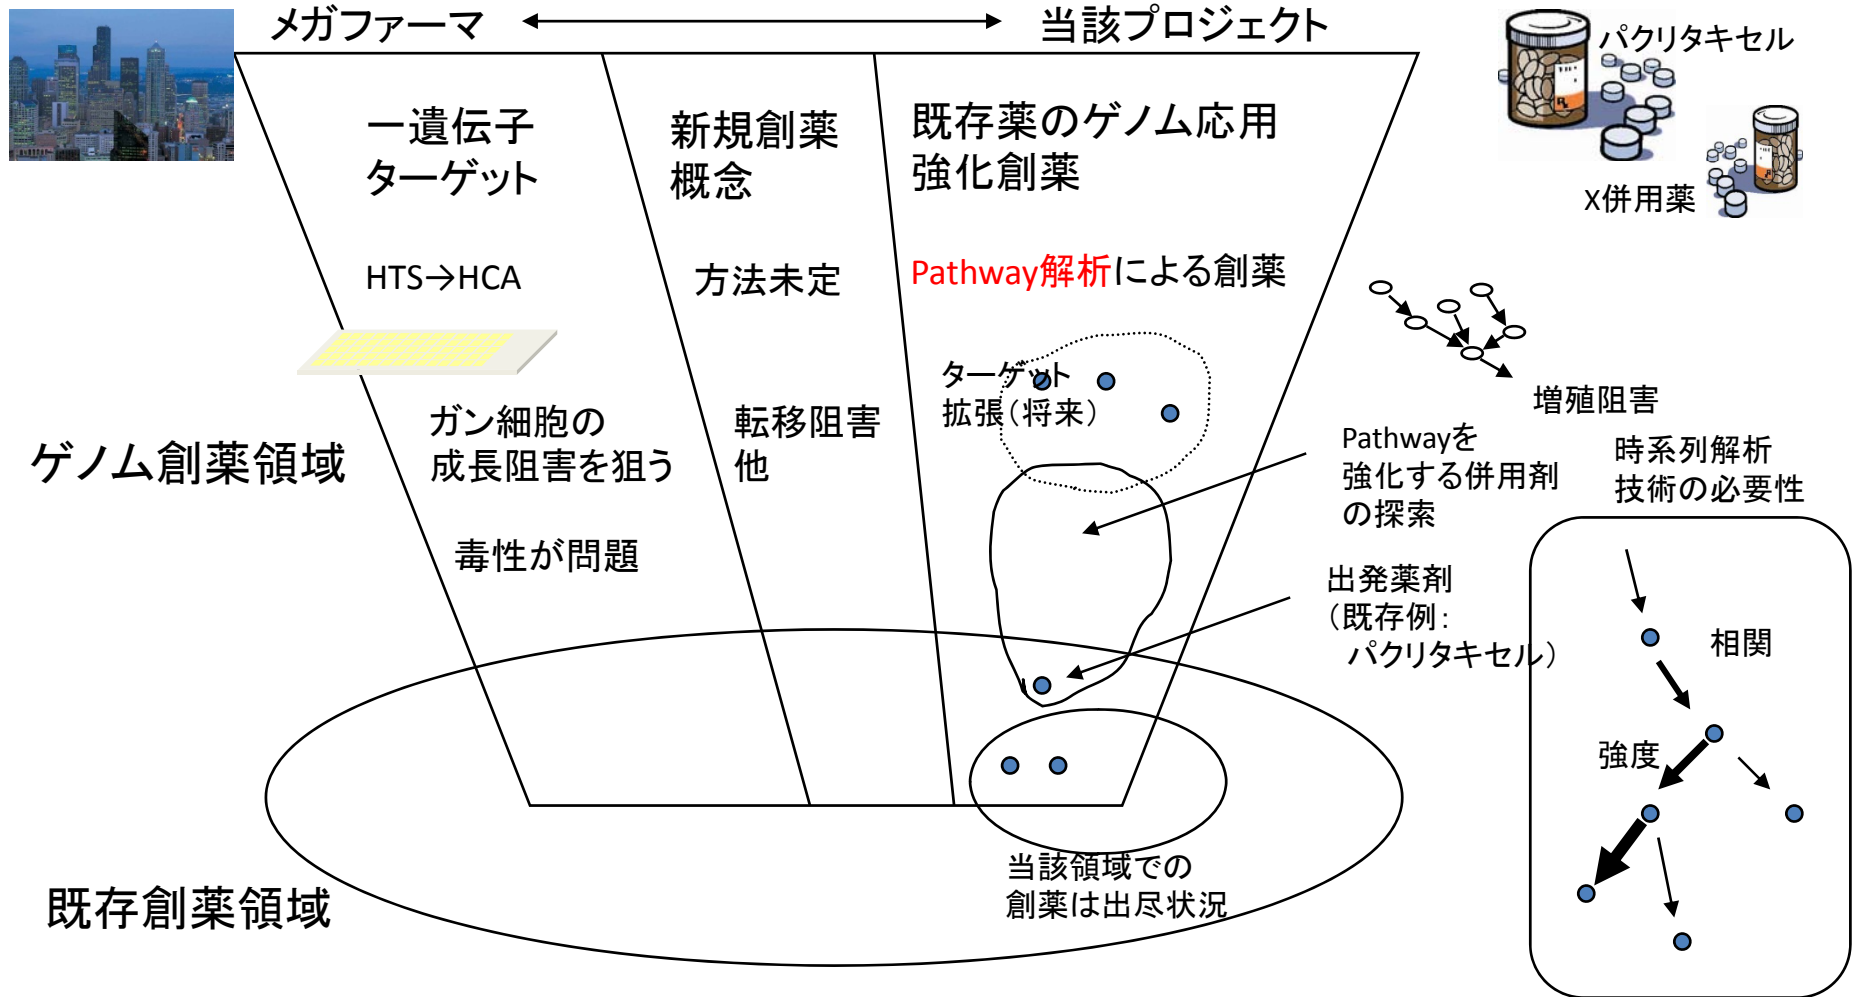 メガファーマ
当該プロジェクト
パクリタキセル
X併用薬
一遺伝子
ターゲット
新規創薬
概念
既存薬のゲノム応用
強化創薬
HTS→HCA
方法未定
Pathway解析による創薬
ターゲット
拡張(将来)
増殖阻害
ゲノム創薬領域
ガン細胞の
成長阻害を狙う
転移阻害
他
Pathwayを
強化する併用剤
の探索
時系列解析
技術の必要性
毒性が問題
出発薬剤
(既存例:
パクリタキセル)
相関
強度
当該領域での
創薬は出尽状況
既存創薬領域